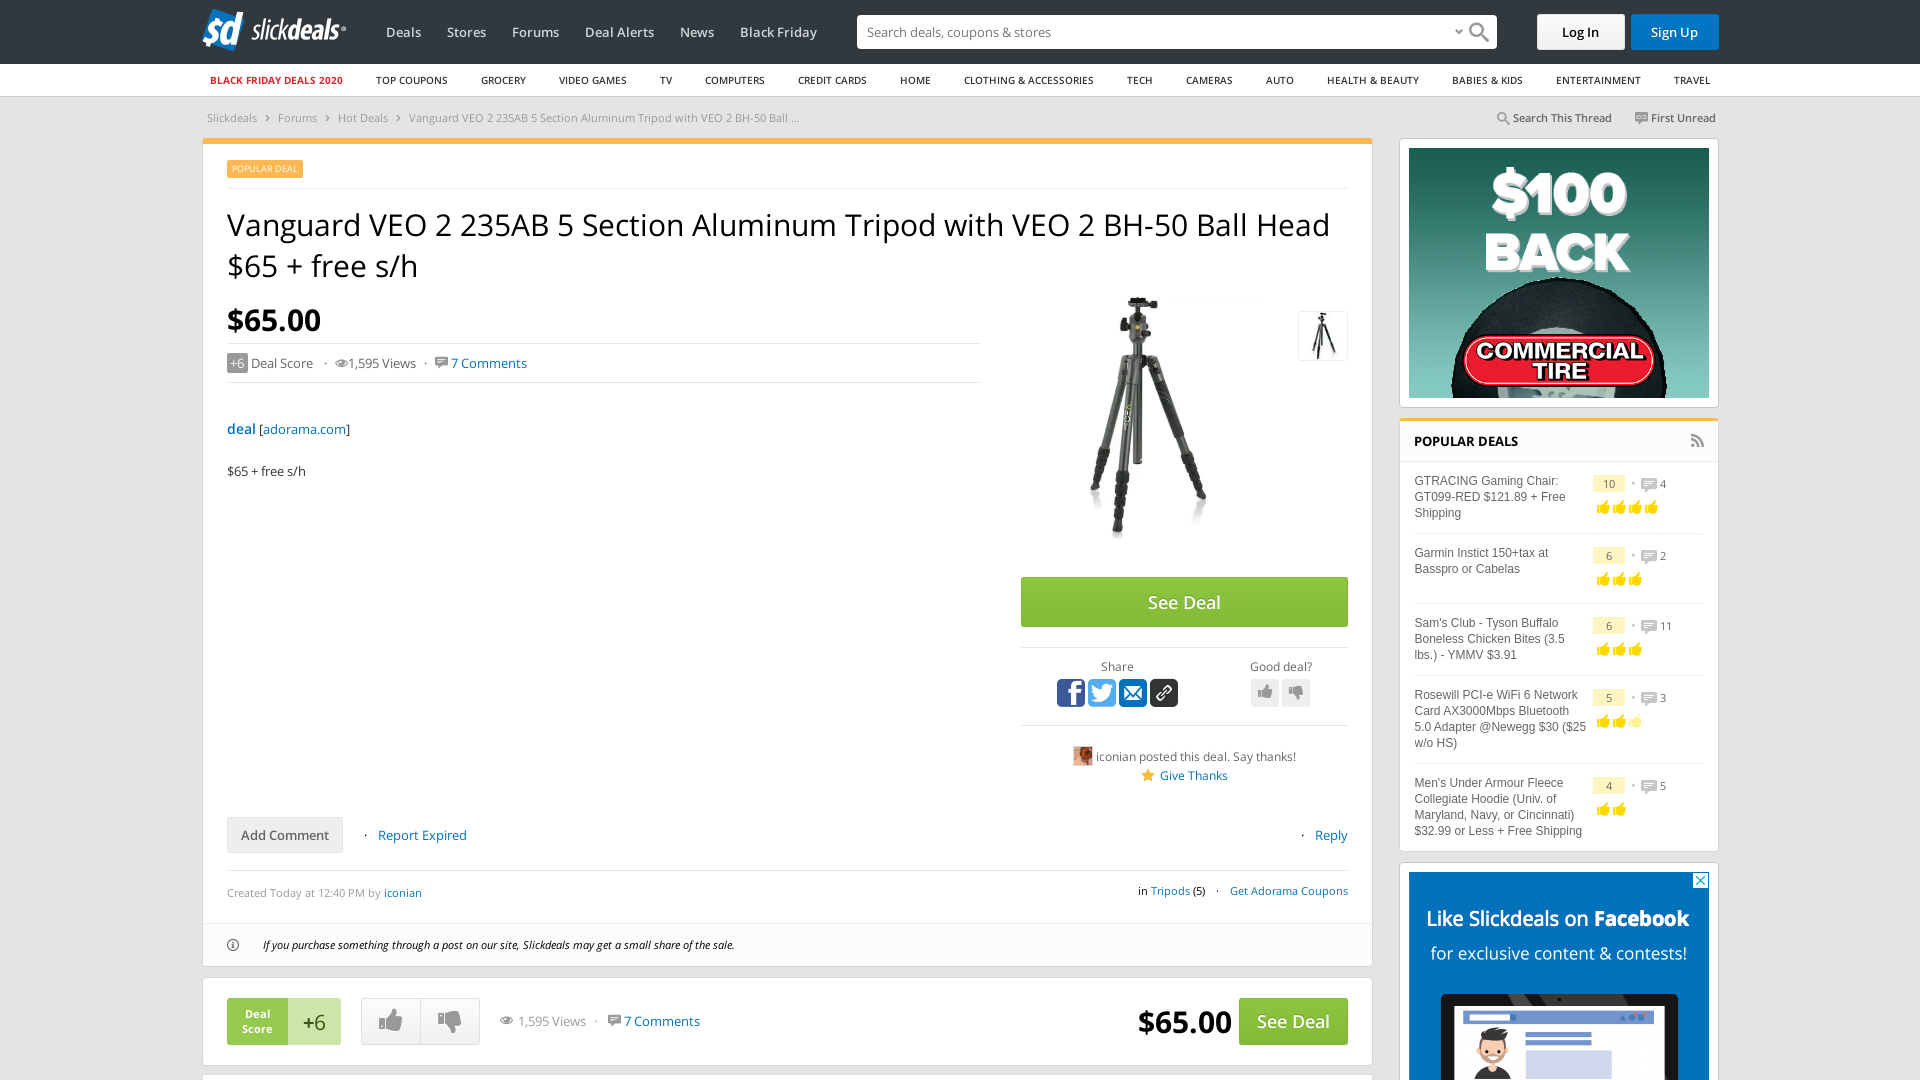 slickdeals
Deals
Stores
Forums
Deal Alerts
News
Black Friday
Search deals, coupons & stores
Log In
Sign Up
BLACK FRIDAY DEALS 2020
TOP COUPONS
GROCERY
VIDEO GAMES
TV
COMPUTERS
CREDIT CARDS
HOME
CLOTHING & ACCESSORIES
TECH
CAMERAS
AUTO
HEALTH & BEAUTY
BABIES & KIDS
ENTERTAINMENT
TRAVEL
Slickdeals › Forums › Hot Deals › Vanguard VEO 2 235AB 5 Section Aluminum Tripod with VEO 2 BH-50 Ball ...
Search This Thread
First Unread
POPULAR DEAL
Vanguard VEO 2 235AB 5 Section Aluminum Tripod with VEO 2 BH-50 Ball Head
$65 + free s/h
$65.00
+6 Deal Score · 1,595 Views · 7 Comments
deal [adorama.com]
$65 + free s/h
See Deal
Share
Good deal?
iconian posted this deal. Say thanks!
Give Thanks
Add Comment
· Report Expired
· Reply
Created Today at 12:40 PM by iconian
in Tripods (5) · Get Adorama Coupons
If you purchase something through a post on our site, Slickdeals may get a small share of the sale.
Deal
Score
+6
1,595 Views · 7 Comments
$65.00
See Deal
$100
BACK
COMMERCIAL
TIRE
POPULAR DEALS
GTRACING Gaming Chair:
GT099-RED $121.89 + Free
Shipping
10 • 4
Garmin Instict 150+tax at
Basspro or Cabelas
6 • 2
Sam's Club - Tyson Buffalo
Boneless Chicken Bites (3.5
lbs.) - YMMV $3.91
6 • 11
Rosewill PCI-e WiFi 6 Network
Card AX3000Mbps Bluetooth
5.0 Adapter @Newegg $30 ($25
w/o HS)
5 • 3
Men's Under Armour Fleece
Collegiate Hoodie (Univ. of
Maryland, Navy, or Cincinnati)
$32.99 or Less + Free Shipping
4 • 5
Like Slickdeals on Facebook
for exclusive content & contests!